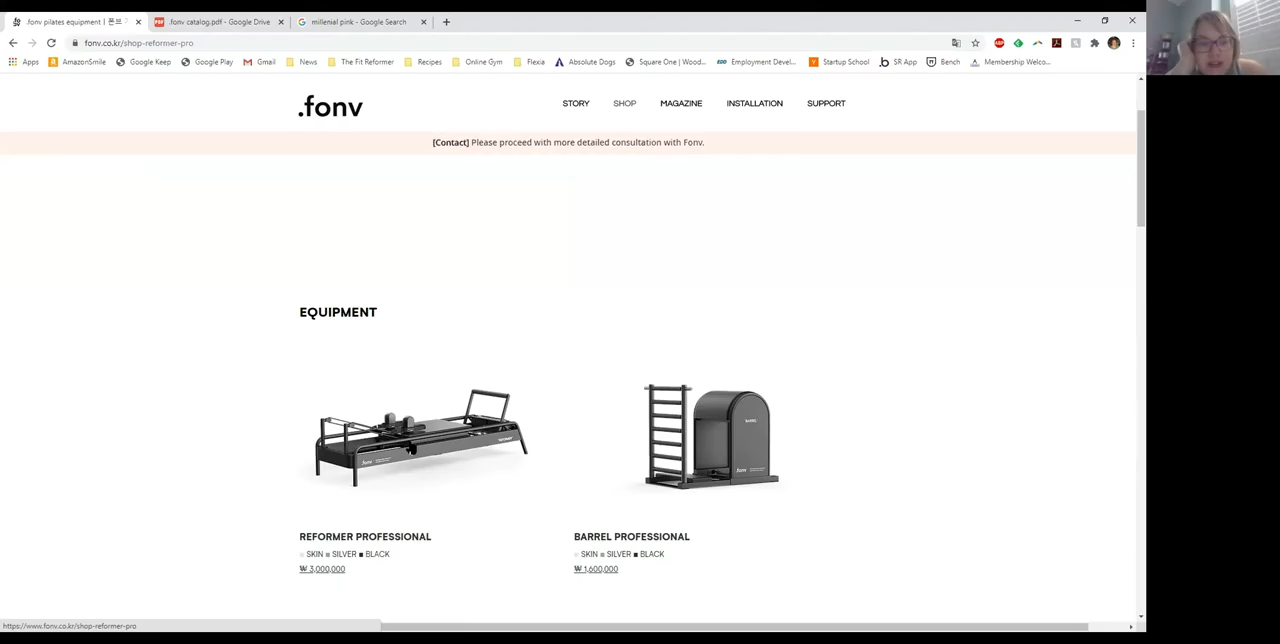 .fonv pilates equipment | 폰브
.fonv catalog.pdf - Google Drive
millenial pink - Google Search
fonv.co.kr/shop-reformer-pro
Apps
AmazonSmile
Google Keep
Google Play
Gmail
News
The Fit Reformer
Recipes
Online Gym
Flexia
Absolute Dogs
Square One | Wood...
Employment Devel...
Startup School
SR App
Bench
Membership Welco...
.fonv
STORY
SHOP
MAGAZINE
INSTALLATION
SUPPORT
[Contact] Please proceed with more detailed consultation with Fonv.
EQUIPMENT
BARREL
.fonv
.fonv
REFORMER PROFESSIONAL
SKIN SILVER BLACK
₩ 3,000,000
BARREL PROFESSIONAL
SKIN SILVER BLACK
₩ 1,600,000
https://www.fonv.co.kr/shop-reformer-pro